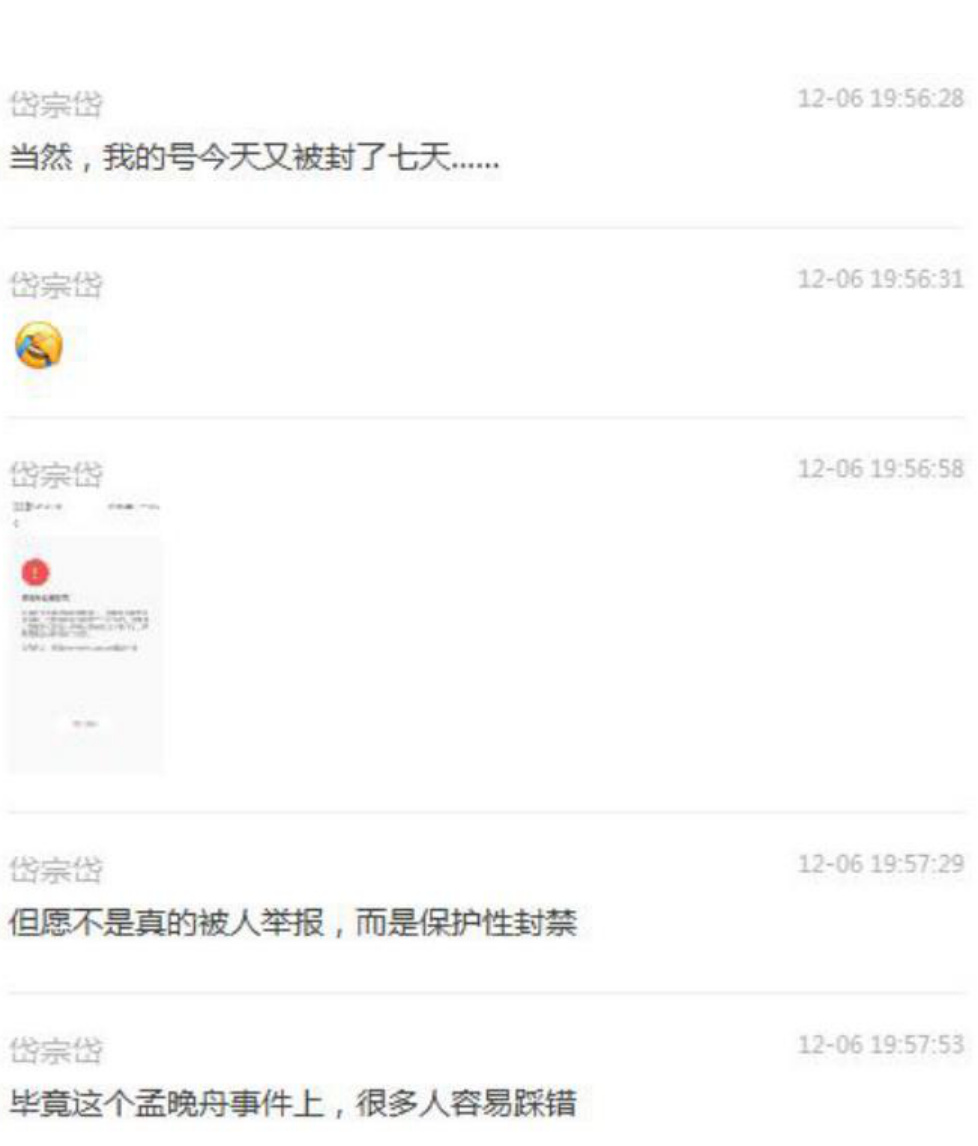 岱宗岱
12-06 19:56:28
当然，我的号今天又被封了七天……
岱宗岱
12-06 19:56:31
岱宗岱
12-06 19:56:58
岱宗岱
12-06 19:57:29
但愿不是真的被人举报，而是保护性封禁
岱宗岱
12-06 19:57:53
毕竟这个孟晚舟事件上，很多人容易踩错